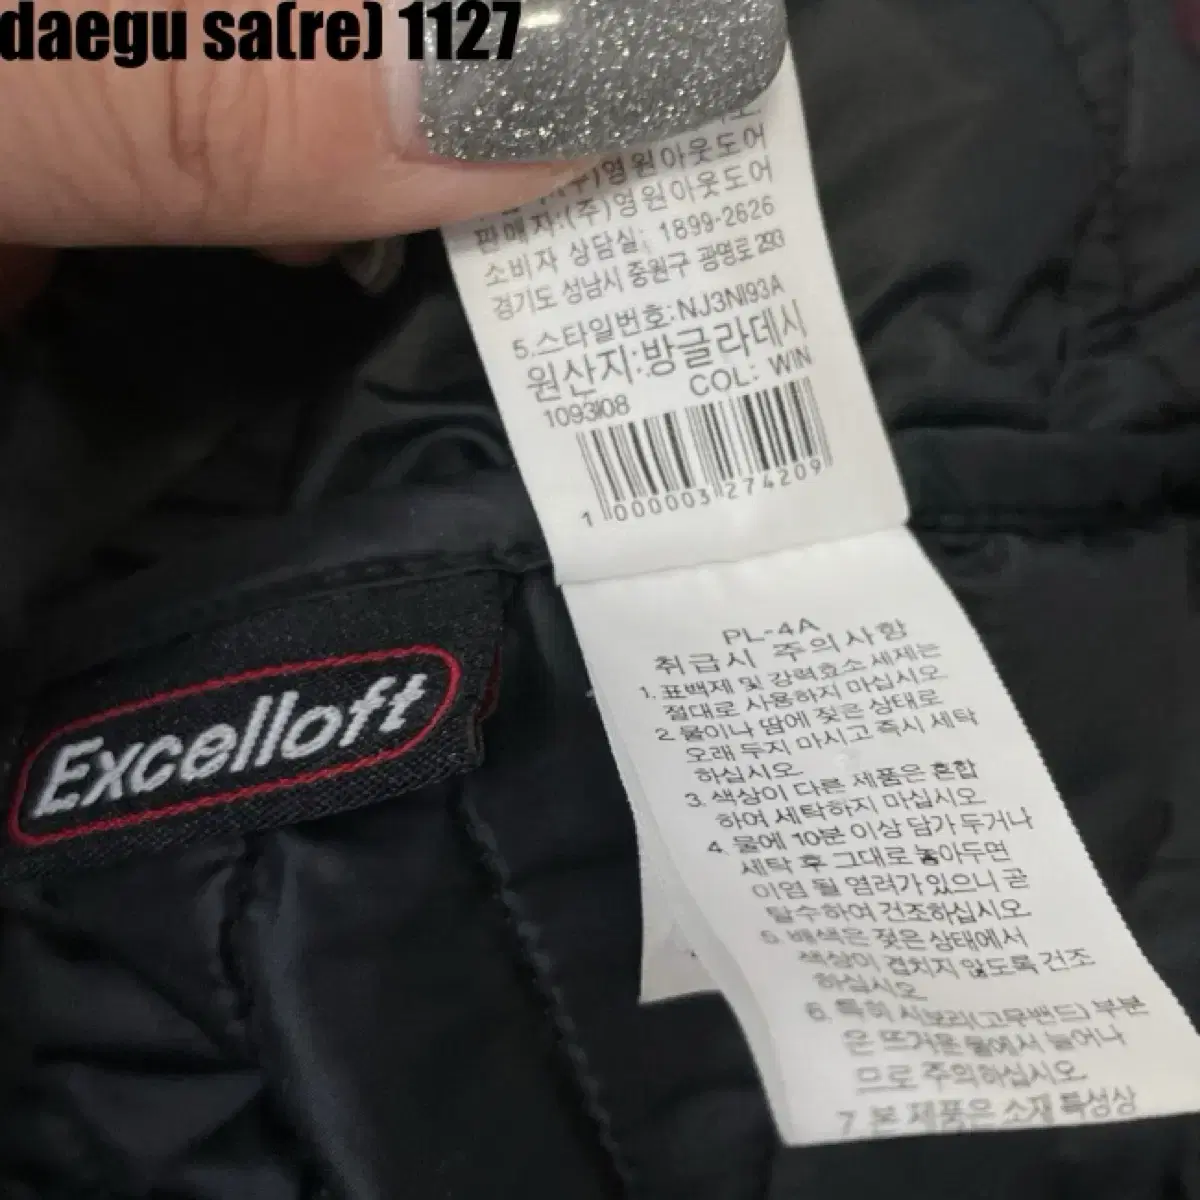 daegu sa(re) 1127
(주)영원아웃도어
판매자:(주)영원아웃도어
소비자 상담실: 1899-2626
경기도 성남시 중원구 광명로 293
5.스타일번호:NJ3NI93A
원산지:방글라데시
1093108 COL: WIN
1 000003 274209
Excelloft
PL-4A
취급시 주의사항
1. 표백제 및 강력효소 세제는
절대로 사용하지 마십시오
2. 물이나 땀에 젖은 상태로
오래 두지 마시고 즉시 세탁
하십시오
3. 색상이 다른 제품은 혼합
하여 세탁하지 마십시오
4. 물에 10분 이상 담가 두거나
세탁 후 그대로 놓아두면
이염 될 염려가 있으니 곧
탈수하여 건조하십시오
5. 배색은 젖은 상태에서
색상이 겹치지 않도록 건조
하십시오
6. 특히 시보리(고무밴드) 부분
은 뜨거운 물에서 늘어나
므로 주의하십시오
7 본 제품은 소재 특성상